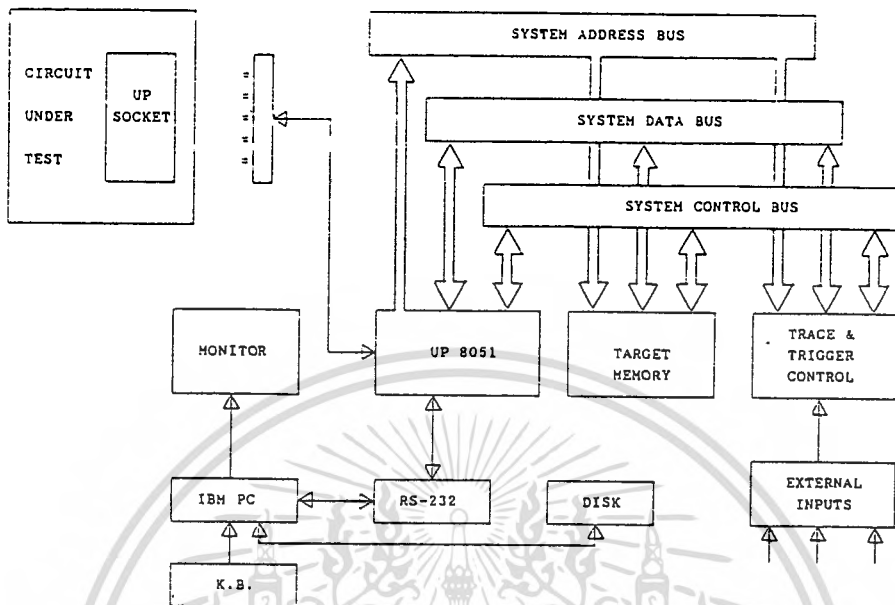 SYSTEM ADDRESS BUS
CIRCUIT
UNDER
TEST
UP
SOCKET
SYSTEM DATA BUS
SYSTEM CONTROL BUS
MONITOR
UP 8051
TARGET
MEMORY
TRACE &
TRIGGER
CONTROL
IBM PC
RS-232
DISK
EXTERNAL
INPUTS
K.B.